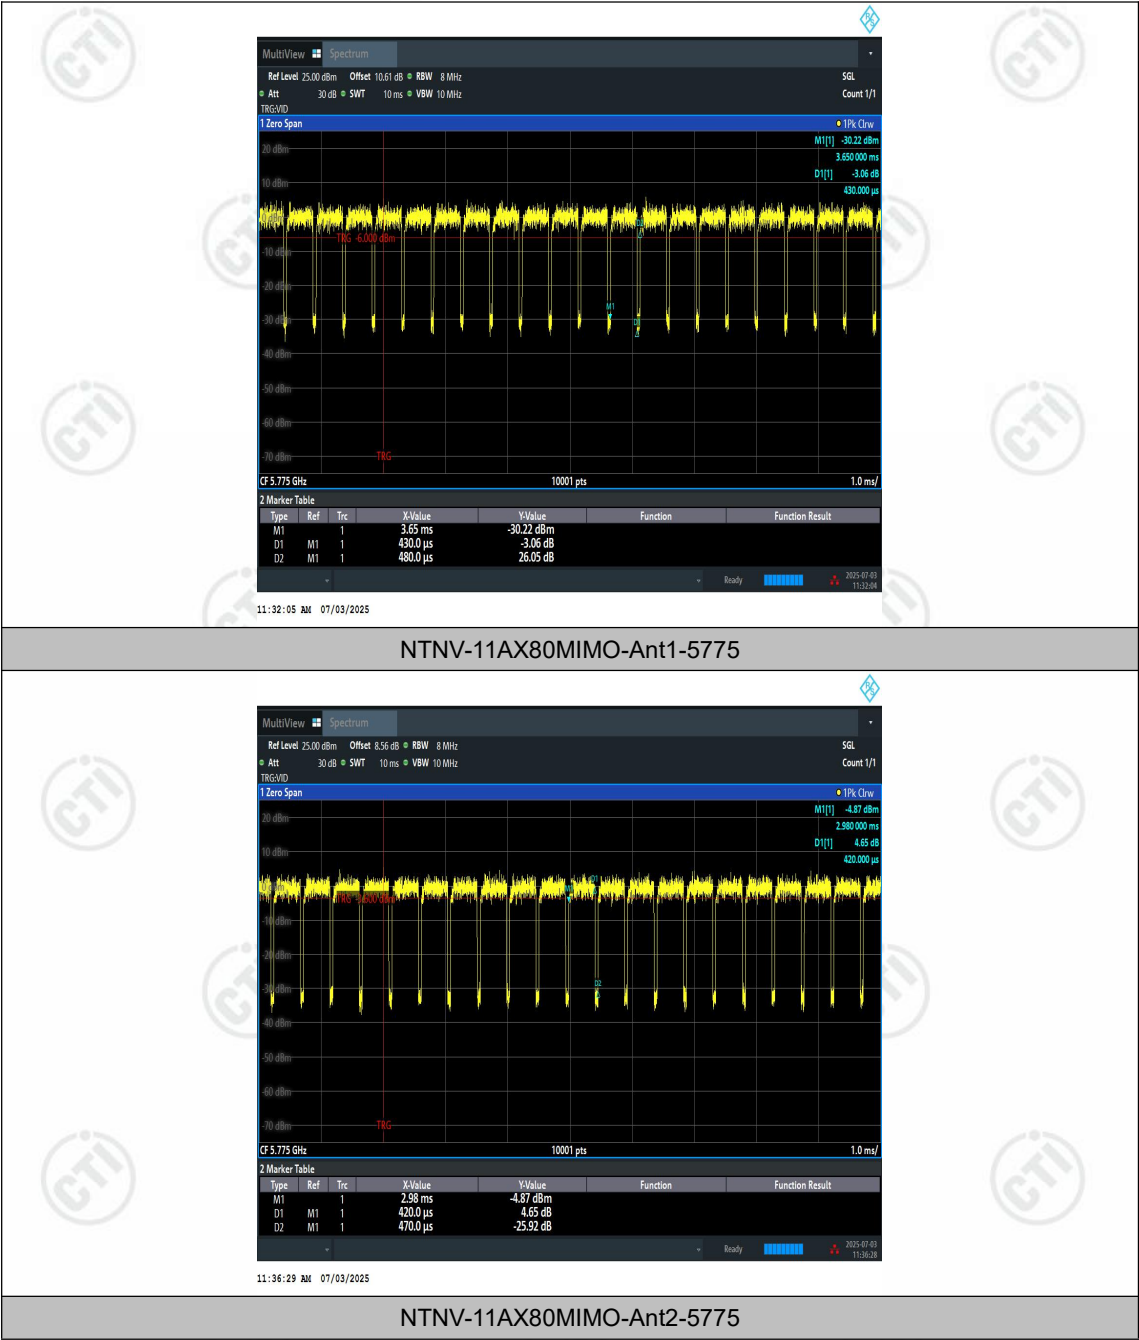 MultiView Spectrum
Ref Level 25.00 dBm Offset 10.61 dB RBW 8 MHz SGL
Att 30 dB SWT 10 ms VBW 10 MHz Count 1/1
TRG:VID
1 Zero Span 1Pk Clrw
M1[1] -30.22 dBm
20 dBm
3.650 000 ms
D1[1] -3.06 dB
10 dBm
430.000 µs
TRG -6.000 dBm
-10 dBm
-20 dBm
M1
-30 dBm
-40 dBm
-50 dBm
-60 dBm
-70 dBm TRG
CF 5.775 GHz 10001 pts 1.0 ms/
2 Marker Table
Type Ref Trc X-Value Y-Value Function Function Result
M1 1 3.65 ms -30.22 dBm
D1 M1 1 430.0 µs -3.06 dB
D2 M1 1 480.0 µs 26.05 dB
Ready 2025-07-03
11:32:04
11:32:05 AM 07/03/2025
NTNV-11AX80MIMO-Ant1-5775
MultiView Spectrum
Ref Level 25.00 dBm Offset 8.56 dB RBW 8 MHz SGL
Att 30 dB SWT 10 ms VBW 10 MHz Count 1/1
TRG:VID
1 Zero Span 1Pk Clrw
M1[1] -4.87 dBm
20 dBm
2.980 000 ms
D1[1] 4.65 dB
10 dBm
420.000 µs
D1
M1
-10 dBm
-20 dBm
D2
-30 dBm
-40 dBm
-50 dBm
-60 dBm
-70 dBm TRG
CF 5.775 GHz 10001 pts 1.0 ms/
2 Marker Table
Type Ref Trc X-Value Y-Value Function Function Result
M1 1 2.98 ms -4.87 dBm
D1 M1 1 420.0 µs 4.65 dB
D2 M1 1 470.0 µs -25.92 dB
Ready 2025-07-03
11:36:28
11:36:29 AM 07/03/2025
NTNV-11AX80MIMO-Ant2-5775